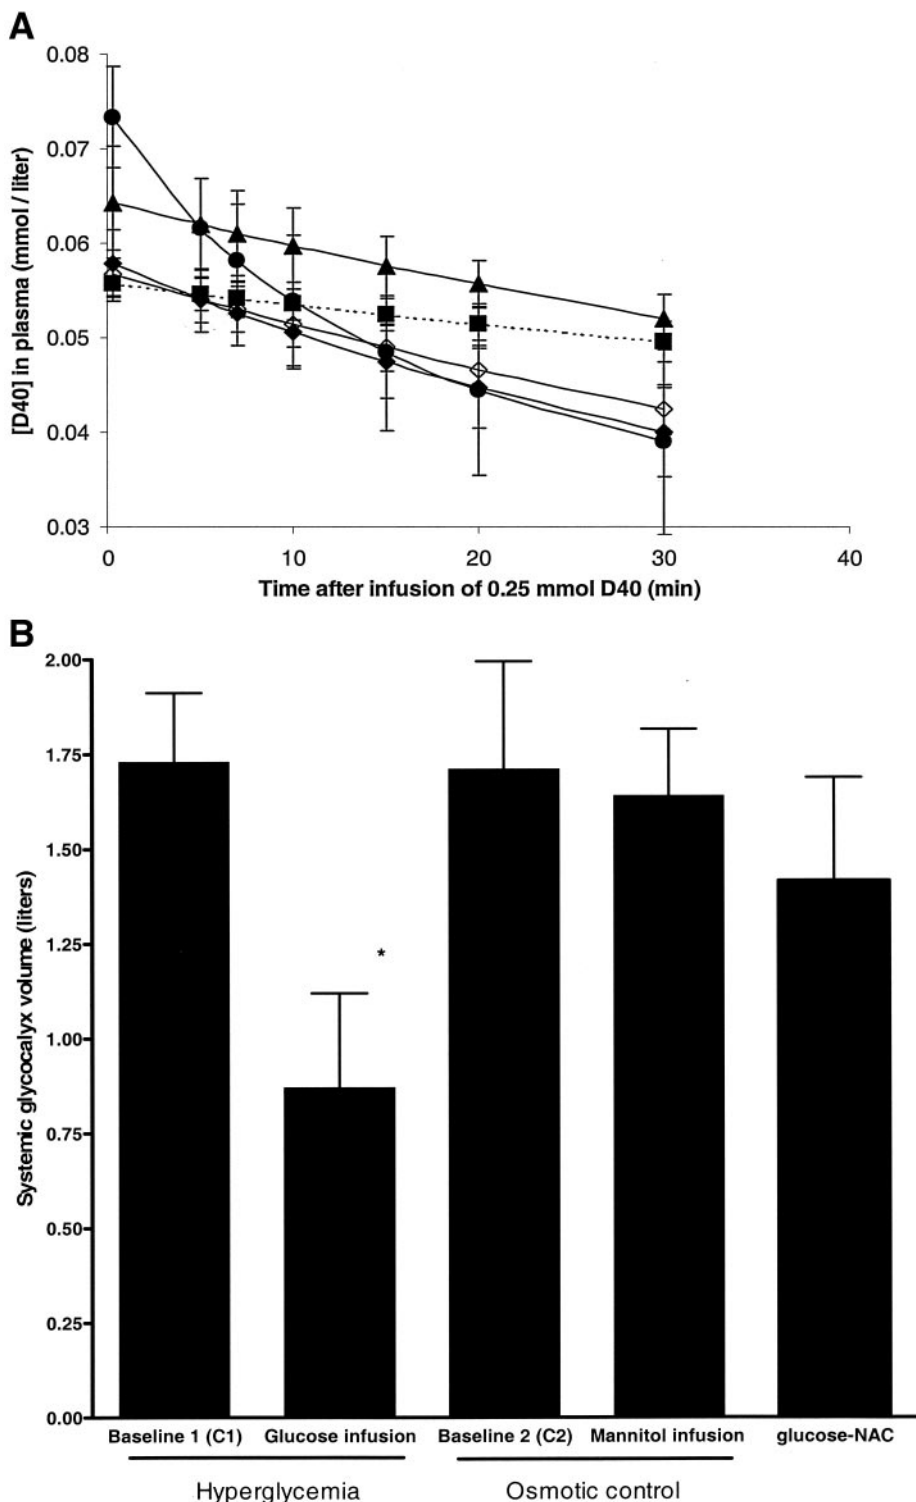 A
0.08
0.07
0.06
0.05
0.04
0.03
[D40] in plasma (mmol / liter)
0 10 20 30 40
Time after infusion of 0.25 mmol D40 (min)
B
2.00
1.75
1.50
1.25
1.00
0.75
0.50
0.25
0.00
Systemic glycocalyx volume (liters)
*
Baseline 1 (C1) Glucose infusion Baseline 2 (C2) Mannitol infusion glucose-NAC
Hyperglycemia Osmotic control